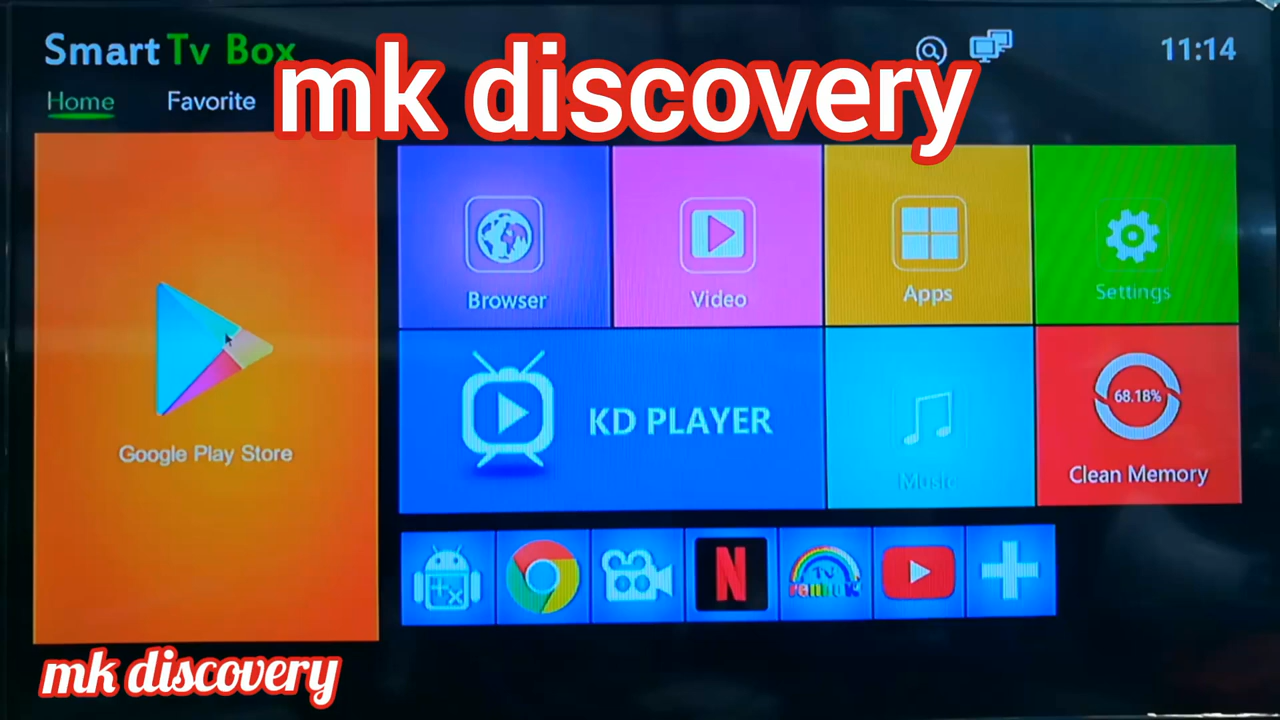 Smart Tv Box
mk discovery
11:14
Home
Favorite
Browser
Video
Apps
Settings
Google Play Store
KD PLAYER
Music
68.18%
Clean Memory
N
TV
mk discovery